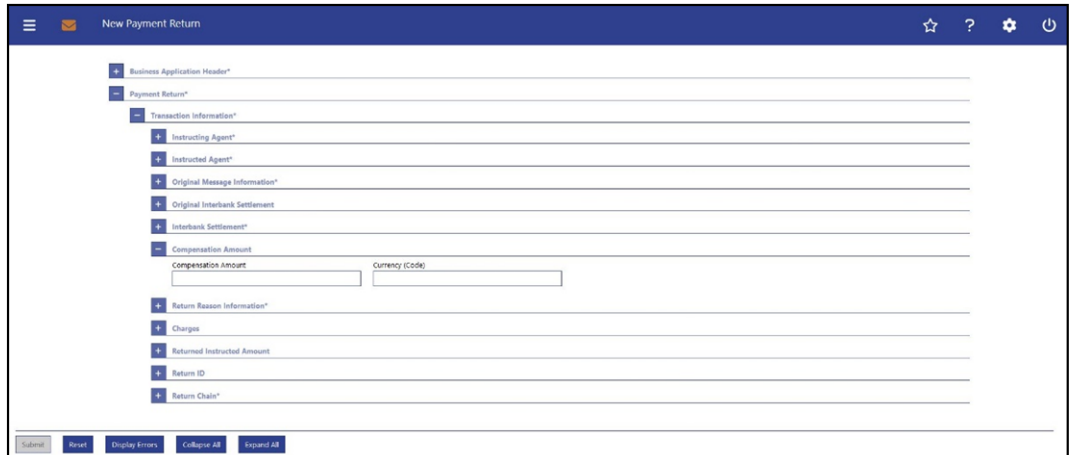 New Payment Return ?
+ Business Application Header*
− Payment Return*
− Transaction Information*
+ Instructing Agent*
+ Instructed Agent*
+ Original Message Information*
+ Original Interbank Settlement
+ Interbank Settlement*
− Compensation Amount
Compensation Amount Currency (Code)
+ Return Reason Information*
+ Charges
+ Returned Instructed Amount
+ Return ID
+ Return Chain*
Submit Reset Display Errors Collapse All Expand All